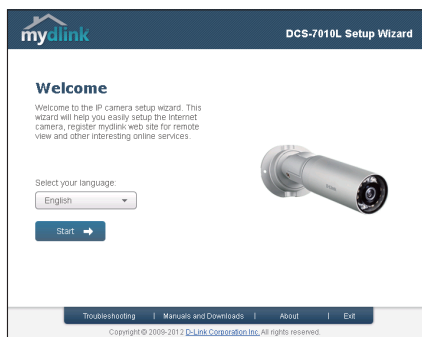 mydlink
DCS-7010L Setup Wizard
Welcome
Welcome to the IP camera setup wizard. This
wizard will help you easily setup the Internet
camera, register mydlink web site for remote
view and other interesting online services.
Select your language:
English
Start
Troubleshooting | Manuals and Downloads | About | Exit
Copyright © 2009-2012 D-Link Corporation Inc. All rights reserved.